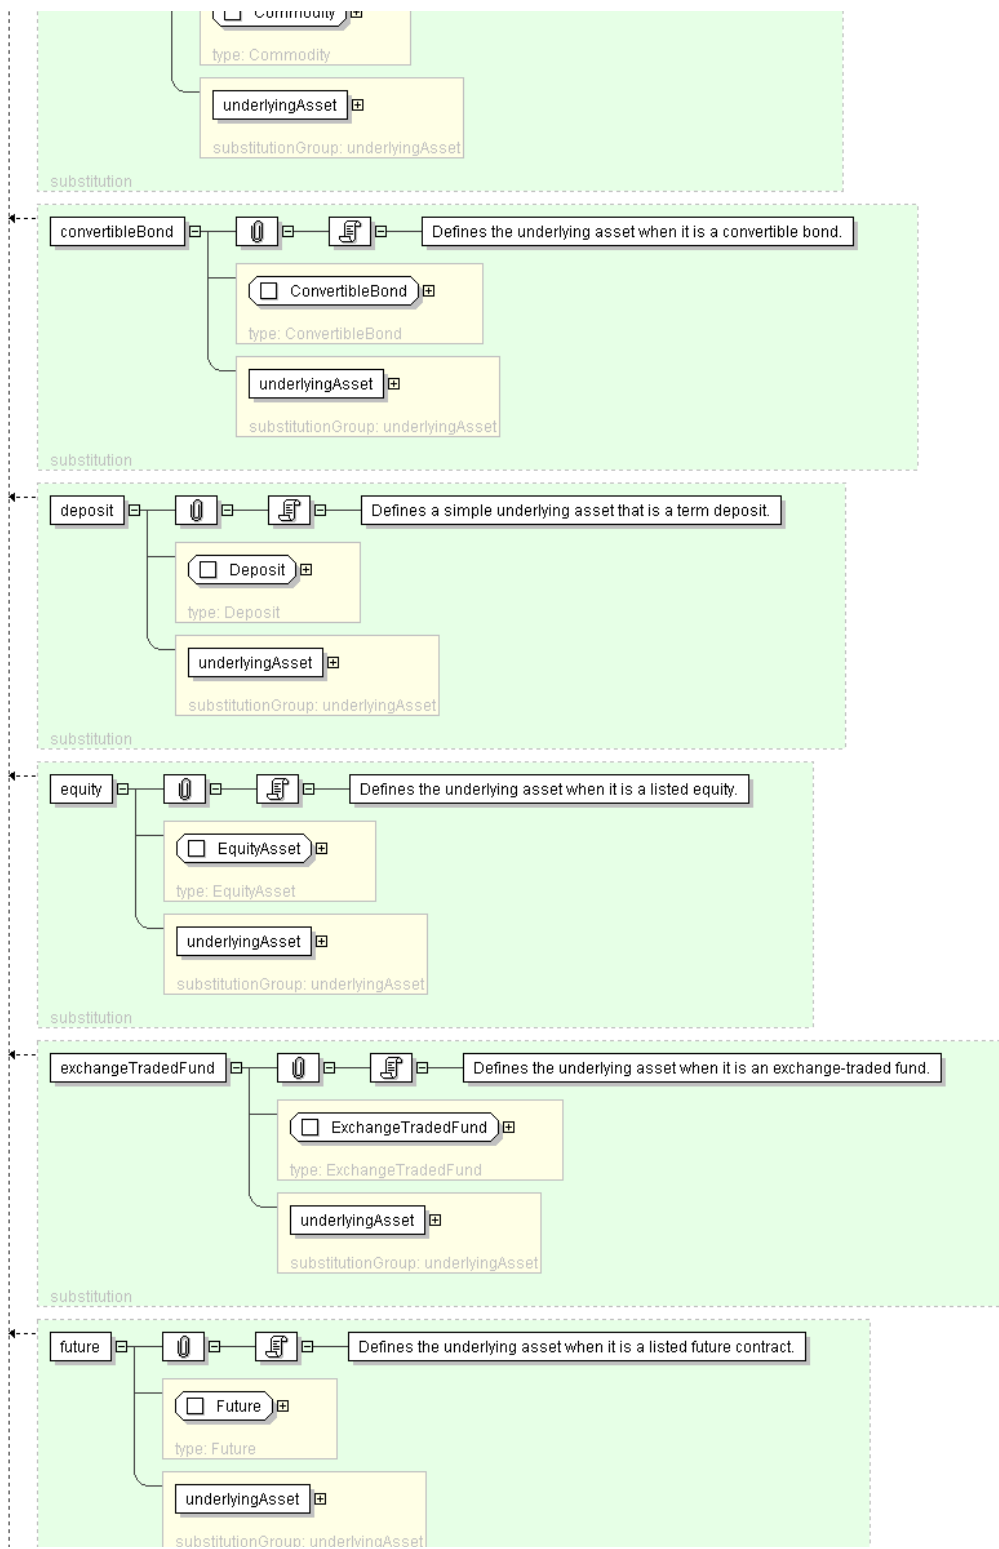 Commodity
type: Commodity
underlyingAsset
substitutionGroup: underlyingAsset
substitution
convertibleBond
Defines the underlying asset when it is a convertible bond.
ConvertibleBond
type: ConvertibleBond
underlyingAsset
substitutionGroup: underlyingAsset
substitution
deposit
Defines a simple underlying asset that is a term deposit.
Deposit
type: Deposit
underlyingAsset
substitutionGroup: underlyingAsset
substitution
equity
Defines the underlying asset when it is a listed equity.
EquityAsset
type: EquityAsset
underlyingAsset
substitutionGroup: underlyingAsset
substitution
exchangeTradedFund
Defines the underlying asset when it is an exchange-traded fund.
ExchangeTradedFund
type: ExchangeTradedFund
underlyingAsset
substitutionGroup: underlyingAsset
substitution
future
Defines the underlying asset when it is a listed future contract.
Future
type: Future
underlyingAsset
substitutionGroup: underlyingAsset